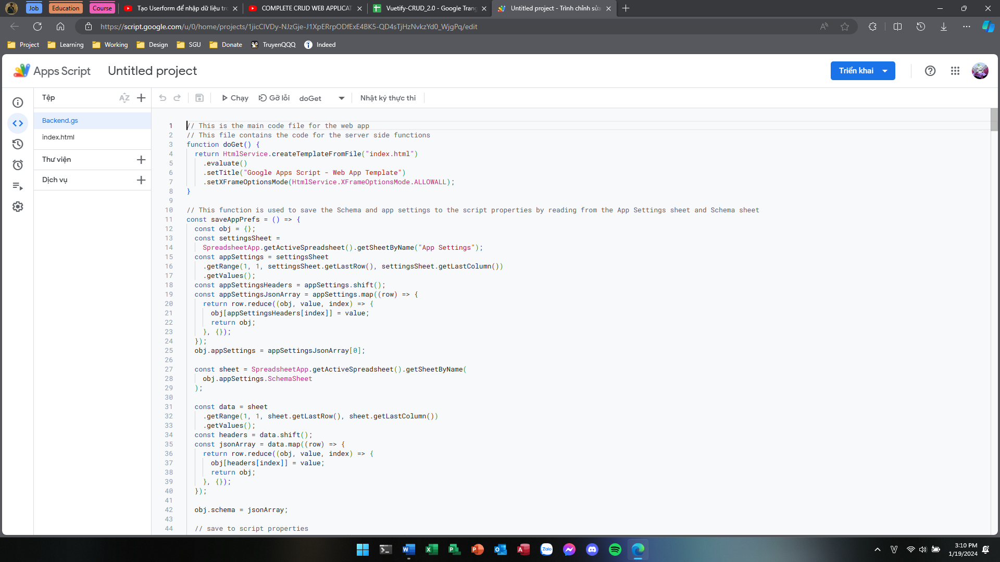 Job
Education
Course
Tạo Userform để nhập dữ liệu tr
COMPLETE CRUD WEB APPLICAT
Vuetify-CRUD_2.0 - Google Trang
Untitled project - Trình chỉnh sửa
https://script.google.com/u/0/home/projects/1jicCIVDy-NJzGje-J1XpERrpODfExE4BK5-QD4sTjHzNvkzYd0_WjgPq/edit
Project
Learning
Working
Design
SGU
Donate
TruyenQQQ
Indeed
Apps Script
Untitled project
Triển khai
Tệp
AZ
Chạy
Gỡ lỗi
doGet
Nhật ký thực thi
Backend.gs
index.html
Thư viện
Dịch vụ
1 // This is the main code file for the web app
2 // This file contains the code for the server side functions
3 function doGet() {
4 return HtmlService.createTemplateFromFile("index.html")
5 .evaluate()
6 .setTitle("Google Apps Script - Web App Template")
7 .setXFrameOptionsMode(HtmlService.XFrameOptionsMode.ALLOWALL);
8 }
9
10 // This function is used to save the Schema and app settings to the script properties by reading from the App Settings sheet and Schema sheet
11 const saveAppPrefs = () => {
12 const obj = {};
13 const settingsSheet =
14 SpreadsheetApp.getActiveSpreadsheet().getSheetByName("App Settings");
15 const appSettings = settingsSheet
16 .getRange(1, 1, settingsSheet.getLastRow(), settingsSheet.getLastColumn())
17 .getValues();
18 const appSettingsHeaders = appSettings.shift();
19 const appSettingsJsonArray = appSettings.map((row) => {
20 return row.reduce((obj, value, index) => {
21 obj[appSettingsHeaders[index]] = value;
22 return obj;
23 }, {});
24 });
25 obj.appSettings = appSettingsJsonArray[0];
26
27 const sheet = SpreadsheetApp.getActiveSpreadsheet().getSheetByName(
28 obj.appSettings.SchemaSheet
29 );
30
31 const data = sheet
32 .getRange(1, 1, sheet.getLastRow(), sheet.getLastColumn())
33 .getValues();
34 const headers = data.shift();
35 const jsonArray = data.map((row) => {
36 return row.reduce((obj, value, index) => {
37 obj[headers[index]] = value;
38 return obj;
39 }, {});
40 });
41
42 obj.schema = jsonArray;
43
44 // save to script properties
Zalo
V
3:10 PM
1/19/2024